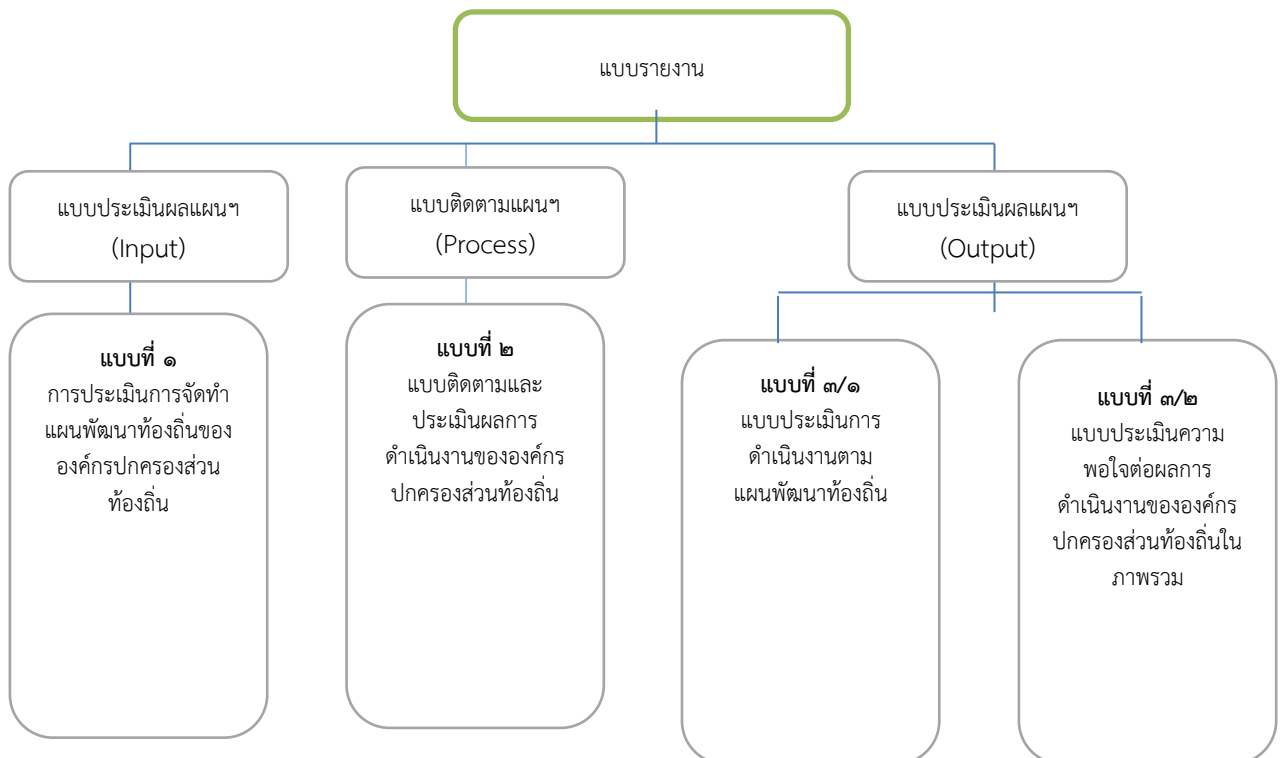 แบบรายงาน
แบบประเมินผลแผนฯ
(Input)
แบบติดตามแผนฯ
(Process)
แบบประเมินผลแผนฯ
(Output)
แบบที่ ๑
การประเมินการจัดทำ
แผนพัฒนาท้องถิ่นของ
องค์กรปกครองส่วน
ท้องถิ่น
แบบที่ ๒
แบบติดตามและ
ประเมินผลการ
ดำเนินงานขององค์กร
ปกครองส่วนท้องถิ่น
แบบที่ ๓/๑
แบบประเมินการ
ดำเนินงานตาม
แผนพัฒนาท้องถิ่น
แบบที่ ๓/๒
แบบประเมินความ
พอใจต่อผลการ
ดำเนินงานขององค์กร
ปกครองส่วนท้องถิ่นใน
ภาพรวม